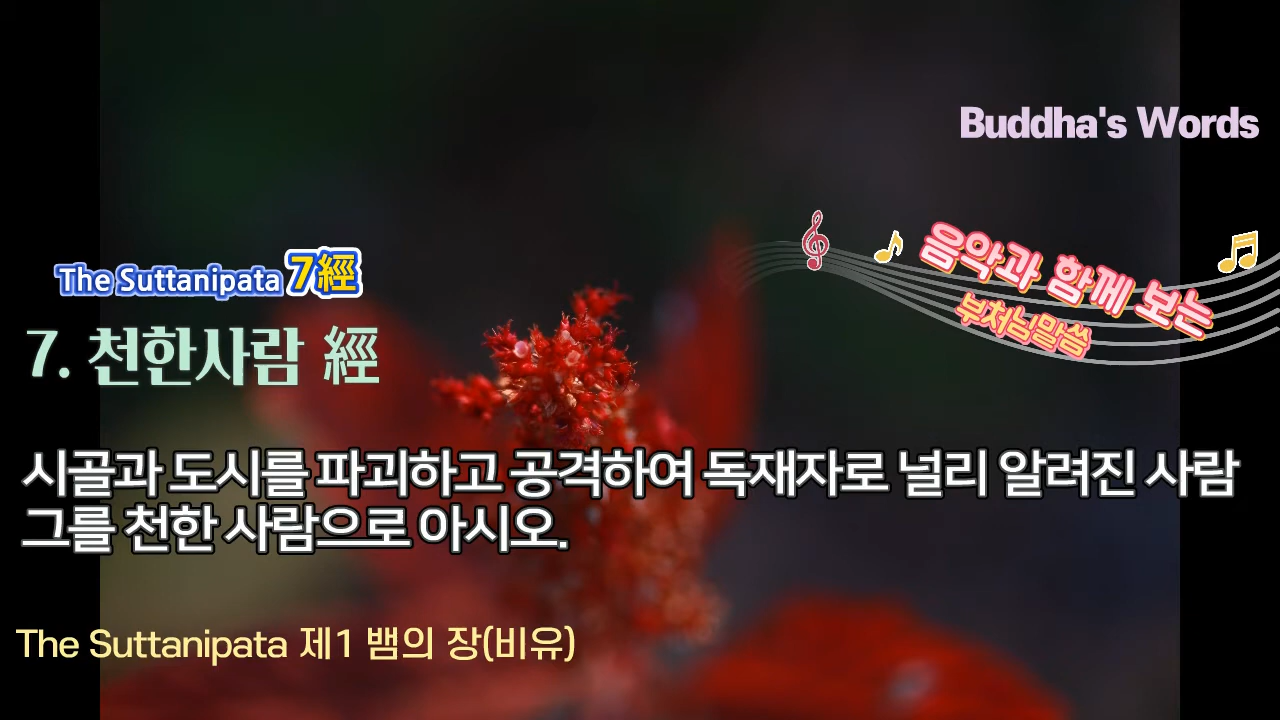 Buddha's Words
음악과 함께 보는
부처님말씀
The Suttanipata 7經
7. 천한사람 經
시골과 도시를 파괴하고 공격하여 독재자로 널리 알려진 사람
그를 천한 사람으로 아시오.
The Suttanipata 제1 뱀의 장(비유)